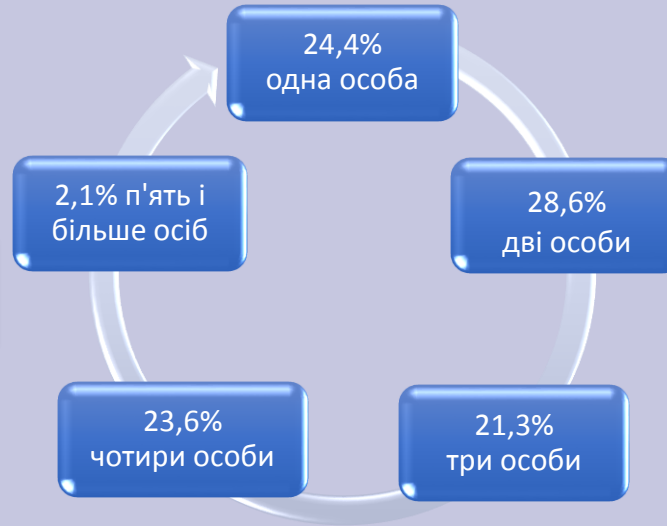 24,4%
одна особа
28,6%
дві особи
21,3%
три особи
23,6%
чотири особи
2,1% п'ять і
більше осіб